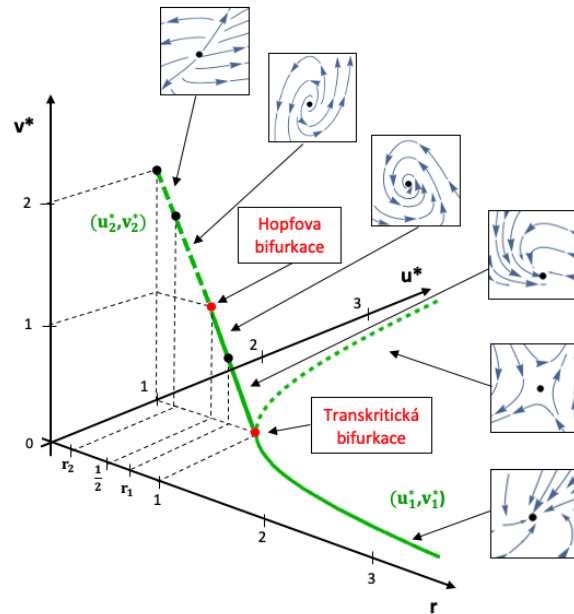 v*
2
(u₂*,v₂*)
Hopfova
bifurkace
u*
3
1
2
1
0
Transkritická
bifurkace
r₂
1/2
r₁
1
(u₁*,v₁*)
2
3
r